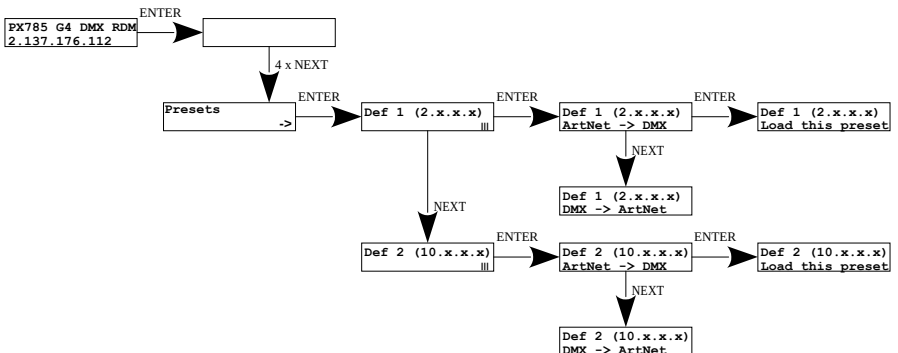 ENTER
PX785 G4 DMX RDM
2.137.176.112
4 x NEXT
Presets
->
ENTER
Def 1 (2.x.x.x)
ENTER
Def 1 (2.x.x.x)
ArtNet -> DMX
ENTER
Def 1 (2.x.x.x)
Load this preset
NEXT
Def 1 (2.x.x.x)
DMX -> ArtNet
NEXT
Def 2 (10.x.x.x)
ENTER
Def 2 (10.x.x.x)
ArtNet -> DMX
ENTER
Def 2 (10.x.x.x)
Load this preset
NEXT
Def 2 (10.x.x.x)
DMX -> ArtNet